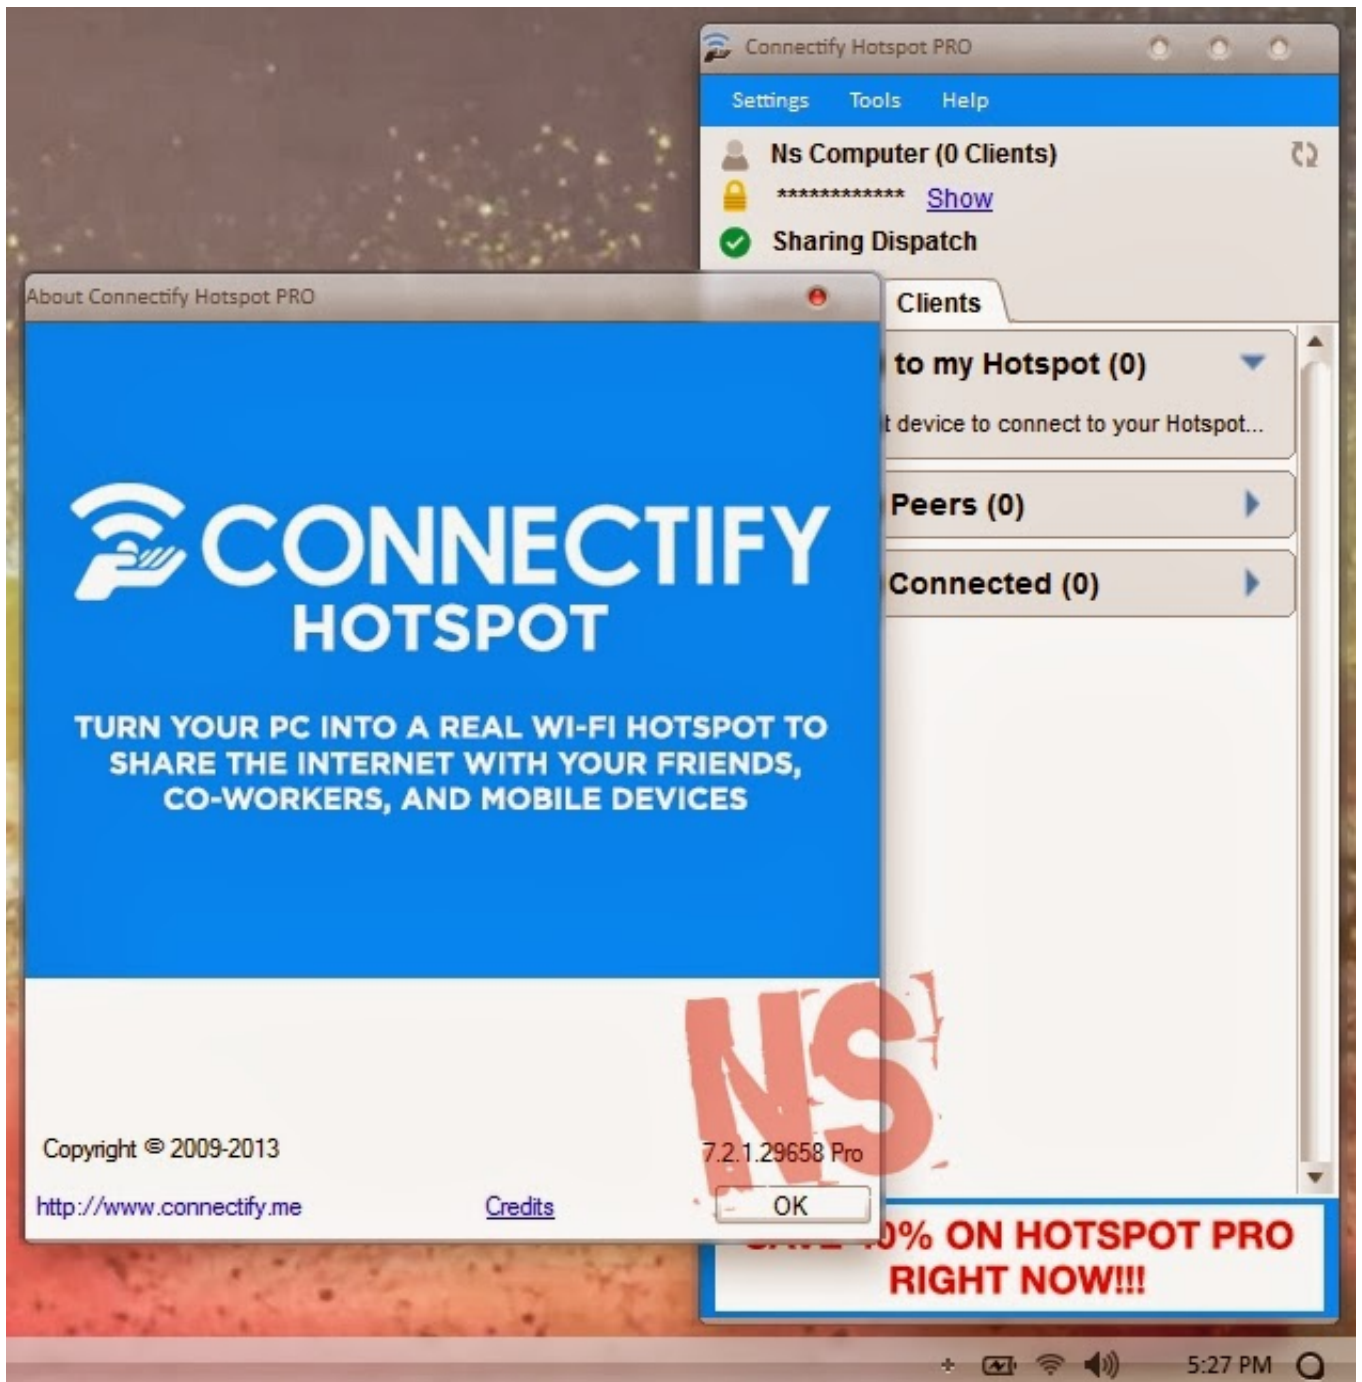 Connectify Hotspot PRO
Settings Tools Help
Ns Computer (0 Clients)
************ Show
Sharing Dispatch
Clients
to my Hotspot (0)
device to connect to your Hotspot...
Peers (0)
Connected (0)
About Connectify Hotspot PRO
CONNECTIFY
HOTSPOT
TURN YOUR PC INTO A REAL WI-FI HOTSPOT TO
SHARE THE INTERNET WITH YOUR FRIENDS,
CO-WORKERS, AND MOBILE DEVICES
NS
Copyright © 2009-2013
7.2.1.29658 Pro
http://www.connectify.me
Credits
OK
0% ON HOTSPOT PRO
RIGHT NOW!!!
5:27 PM